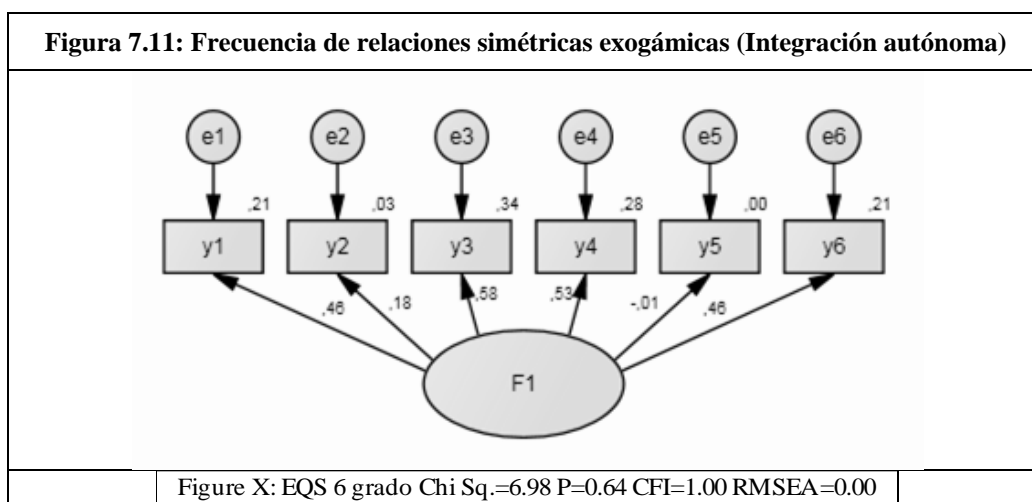 Figura 7.11: Frecuencia de relaciones simétricas exogámicas (Integración autónoma)
e1 e2 e3 e4 e5 e6
,21 ,03 ,34 ,28 ,00 ,21
y1 y2 y3 y4 y5 y6
,46 ,18 ,58 ,53 -,01 ,46
F1
Figure X: EQS 6 grado Chi Sq.=6.98 P=0.64 CFI=1.00 RMSEA=0.00